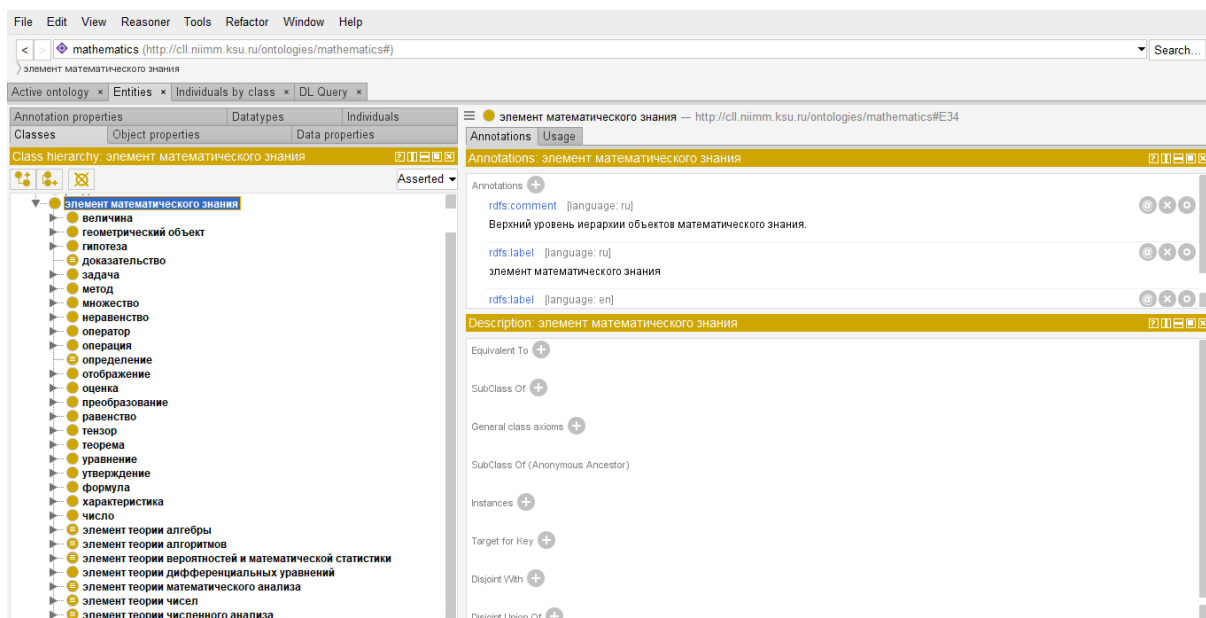 File Edit View Reasoner Tools Refactor Window Help
< > mathematics (http://cll.niimm.ksu.ru/ontologies/mathematics#) Search...
элемент математического знания
Active ontology × Entities × Individuals by class × DL Query ×
Annotation properties Datatypes Individuals
Classes Object properties Data properties
Class hierarchy: элемент математического знания
Asserted
элемент математического знания
величина
геометрический объект
гипотеза
доказательство
задача
метод
множество
неравенство
оператор
операция
определение
отображение
оценка
преобразование
равенство
тензор
теорема
уравнение
утверждение
формула
характеристика
число
элемент теории алгебры
элемент теории алгоритмов
элемент теории вероятностей и математической статистики
элемент теории дифференциальных уравнений
элемент теории математического анализа
элемент теории чисел
элемент теории численного анализа
элемент математического знания — http://cll.niimm.ksu.ru/ontologies/mathematics#E34
Annotations Usage
Annotations: элемент математического знания
Annotations
rdfs:comment [language: ru]
Верхний уровень иерархии объектов математического знания.
rdfs:label [language: ru]
элемент математического знания
rdfs:label [language: en]
Description: элемент математического знания
Equivalent To
SubClass Of
General class axioms
SubClass Of (Anonymous Ancestor)
Instances
Target for Key
Disjoint With
Disjoint Union Of